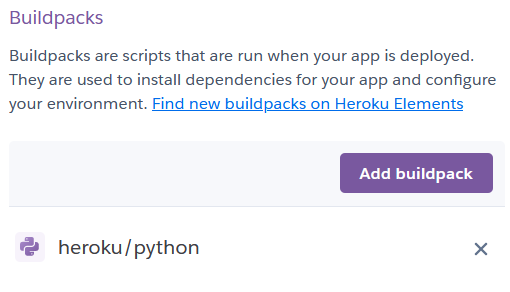 Buildpacks
Buildpacks are scripts that are run when your app is deployed.
They are used to install dependencies for your app and configure
your environment. Find new buildpacks on Heroku Elements
Add buildpack
heroku/python